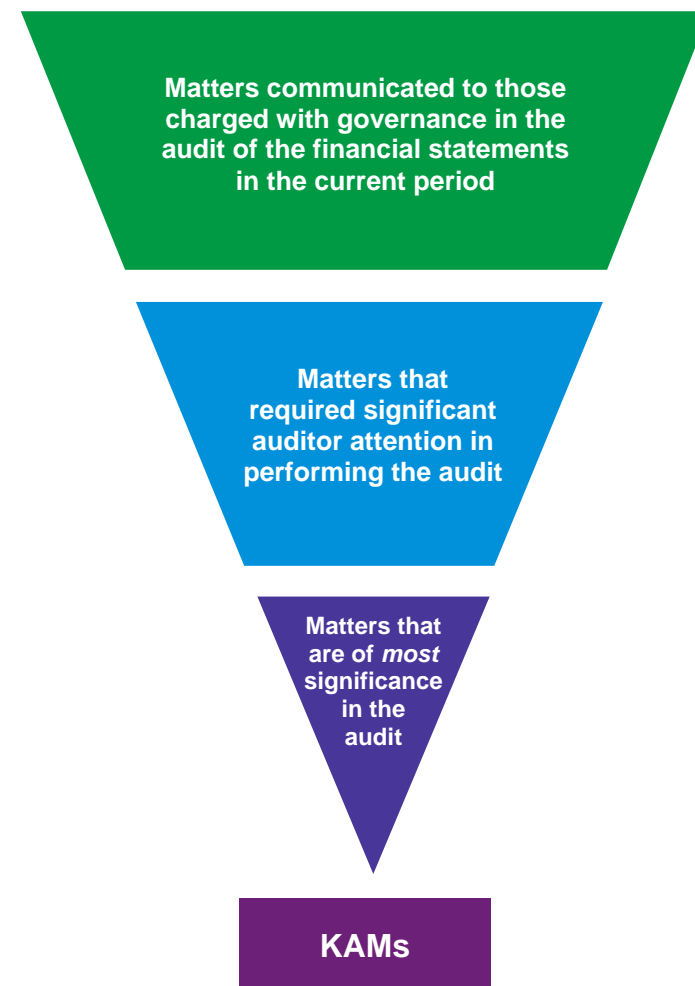 Matters communicated to those
charged with governance in the
audit of the financial statements
in the current period
Matters that
required significant
auditor attention in
performing the audit
Matters that
are of most
significance
in the
audit
KAMs